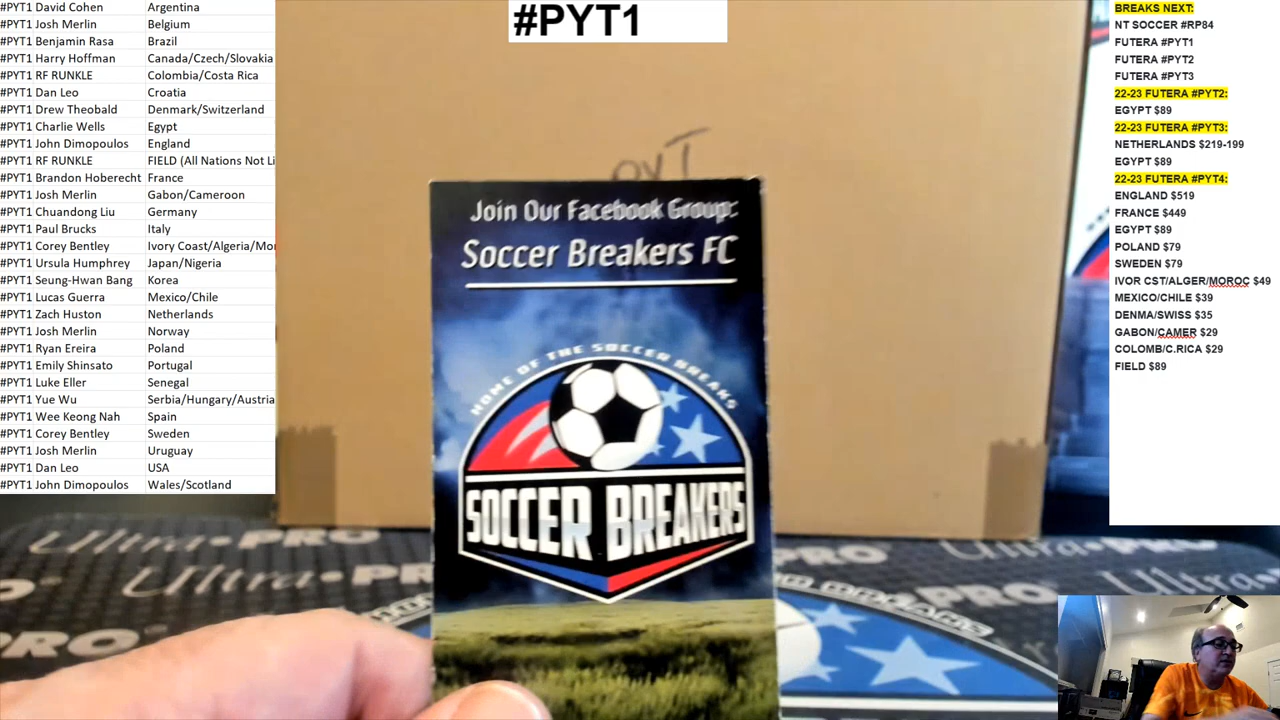 #PYT1 David Cohen Argentina
#PYT1 Josh Merlin Belgium
#PYT1 Benjamin Rasa Brazil
#PYT1 Harry Hoffman Canada/Czech/Slovakia
#PYT1 RF RUNKLE Colombia/Costa Rica
#PYT1 Dan Leo Croatia
#PYT1 Drew Theobald Denmark/Switzerland
#PYT1 Charlie Wells Egypt
#PYT1 John Dimopoulos England
#PYT1 RF RUNKLE FIELD (All Nations Not Li
#PYT1 Brandon Hoberecht France
#PYT1 Josh Merlin Gabon/Cameroon
#PYT1 Chuandong Liu Germany
#PYT1 Paul Brucks Italy
#PYT1 Corey Bentley Ivory Coast/Algeria/Mor
#PYT1 Ursula Humphrey Japan/Nigeria
#PYT1 Seung-Hwan Bang Korea
#PYT1 Lucas Guerra Mexico/Chile
#PYT1 Zach Huston Netherlands
#PYT1 Josh Merlin Norway
#PYT1 Ryan Ereira Poland
#PYT1 Emily Shinsato Portugal
#PYT1 Luke Eller Senegal
#PYT1 Yue Wu Serbia/Hungary/Austria
#PYT1 Wee Keong Nah Spain
#PYT1 Corey Bentley Sweden
#PYT1 Josh Merlin Uruguay
#PYT1 Dan Leo USA
#PYT1 John Dimopoulos Wales/Scotland
#PYT1
PYT
Join Our Facebook Group:
Soccer Breakers FC
HOME OF THE SOCCER BREAKS
SOCCER BREAKERS
BREAKS NEXT:
NT SOCCER #RP84
FUTERA #PYT1
FUTERA #PYT2
FUTERA #PYT3
22-23 FUTERA #PYT2:
EGYPT $89
22-23 FUTERA #PYT3:
NETHERLANDS $219-199
EGYPT $89
22-23 FUTERA #PYT4:
ENGLAND $519
FRANCE $449
EGYPT $89
POLAND $79
SWEDEN $79
IVOR CST/ALGER/MOROC $49
MEXICO/CHILE $39
DENMA/SWISS $35
GABON/CAMER $29
COLOMB/C.RICA $29
FIELD $89
Ultra•PRO
Ultra•PRO
Ultra•PRO